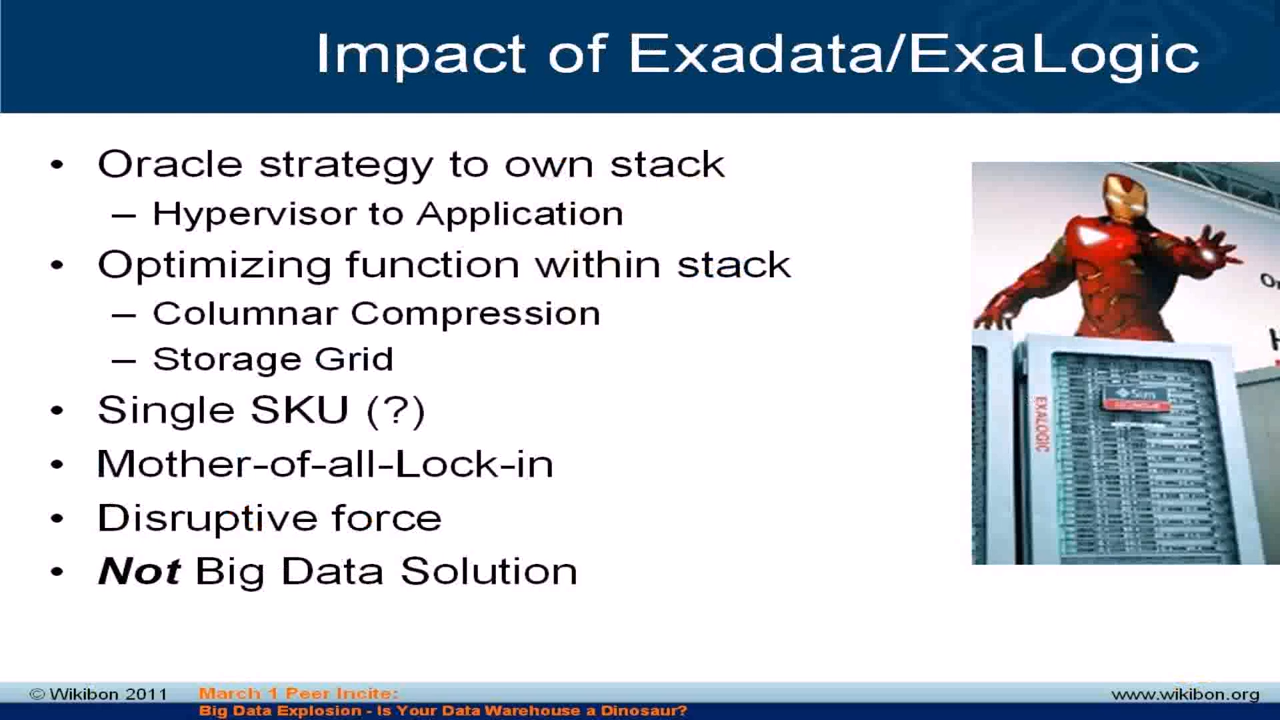 Impact of Exadata/ExaLogic
• Oracle strategy to own stack
– Hypervisor to Application
• Optimizing function within stack
– Columnar Compression
– Storage Grid
• Single SKU (?)
• Mother-of-all-Lock-in
• Disruptive force
• Not Big Data Solution
Sun
ORACLE
EXALOGIC
© Wikibon 2011
March 1 Peer Incite:
Big Data Explosion - Is Your Data Warehouse a Dinosaur?
www.wikibon.org